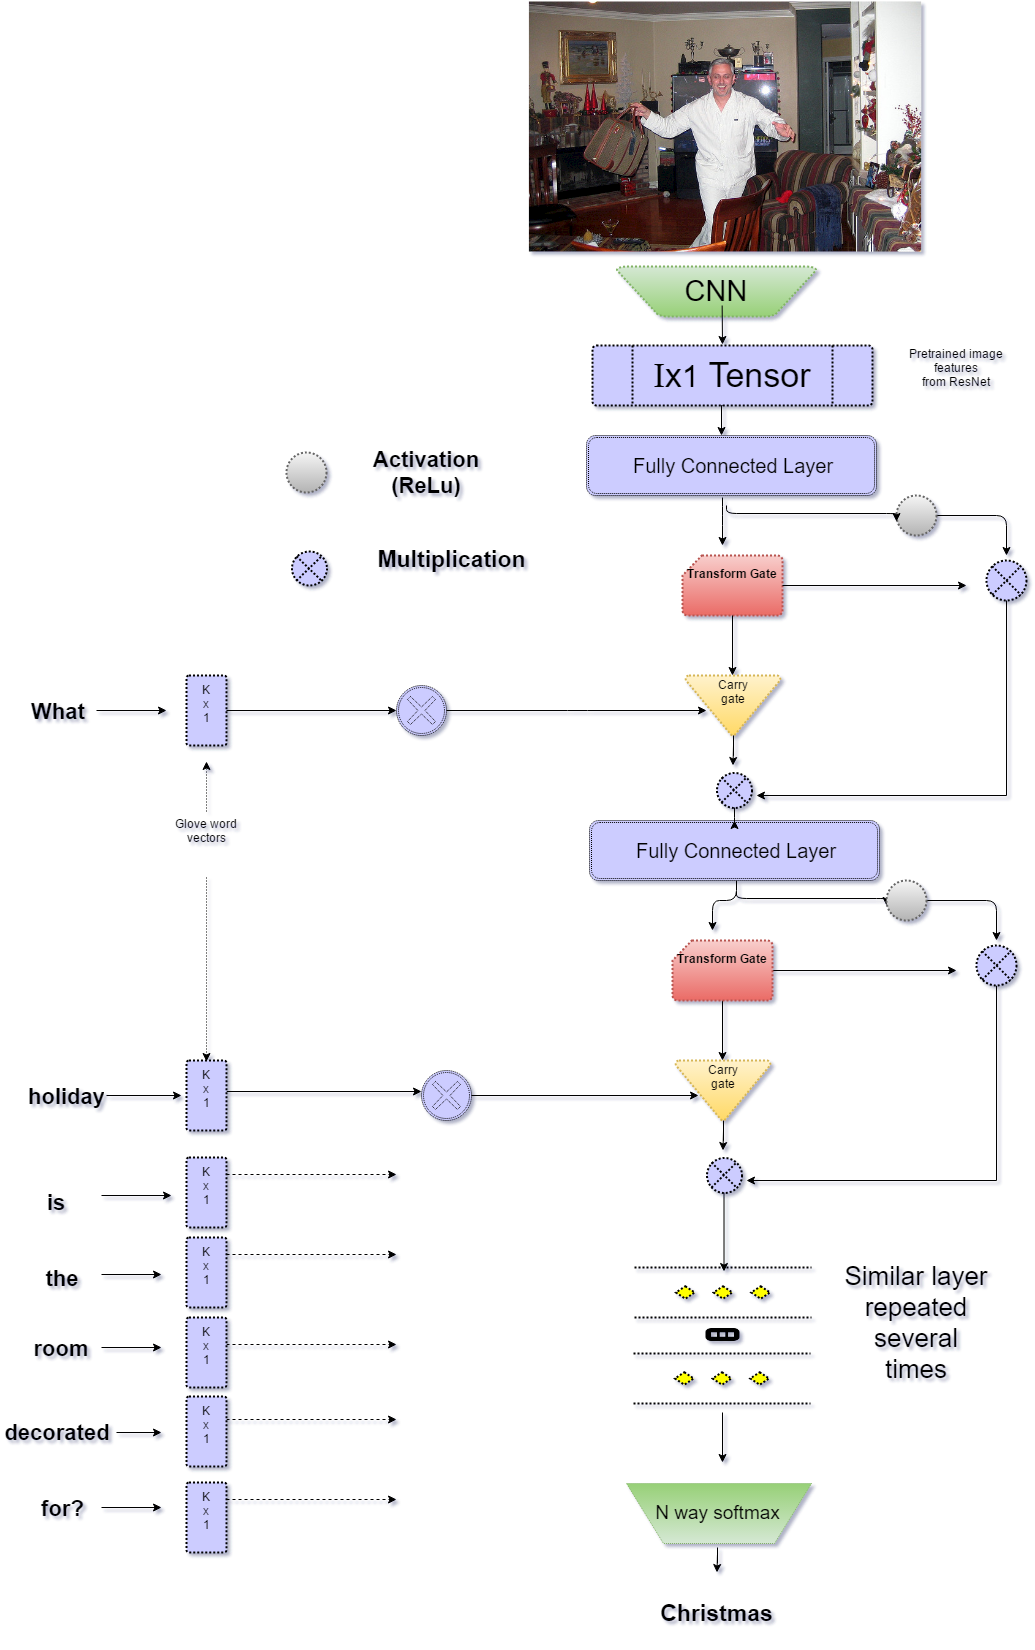 CNN
Ix1 Tensor
Pretrained image
features
from ResNet
Fully Connected Layer
Activation
(ReLu)
Multiplication
Transform Gate
What
K
x
1
Carry
gate
Glove word
vectors
Fully Connected Layer
Transform Gate
holiday
K
x
1
Carry
gate
is
K
x
1
the
K
x
1
room
K
x
1
decorated
K
x
1
for?
K
x
1
Similar layer
repeated
several
times
N way softmax
Christmas